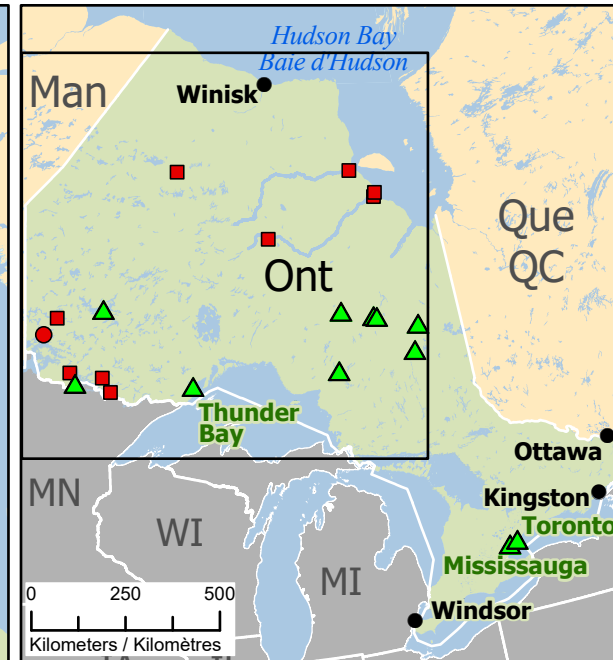 Hudson Bay
Baie d'Hudson
Man
Winisk
Que
QC
Ont
Thunder
Bay
Ottawa
MN
Kingston
WI
Toronto
MI
Mississauga
0 250 500
Windsor
Kilometers / Kilomètres